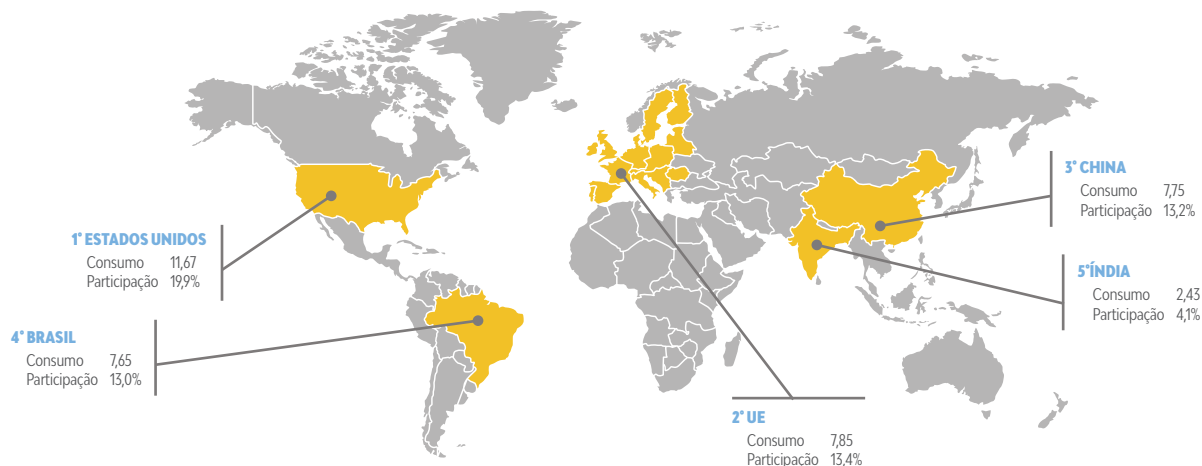 1° ESTADOS UNIDOS
Consumo 11,67
Participação 19,9%
4° BRASIL
Consumo 7,65
Participação 13,0%
2° UE
Consumo 7,85
Participação 13,4%
3° CHINA
Consumo 7,75
Participação 13,2%
5° ÍNDIA
Consumo 2,43
Participação 4,1%